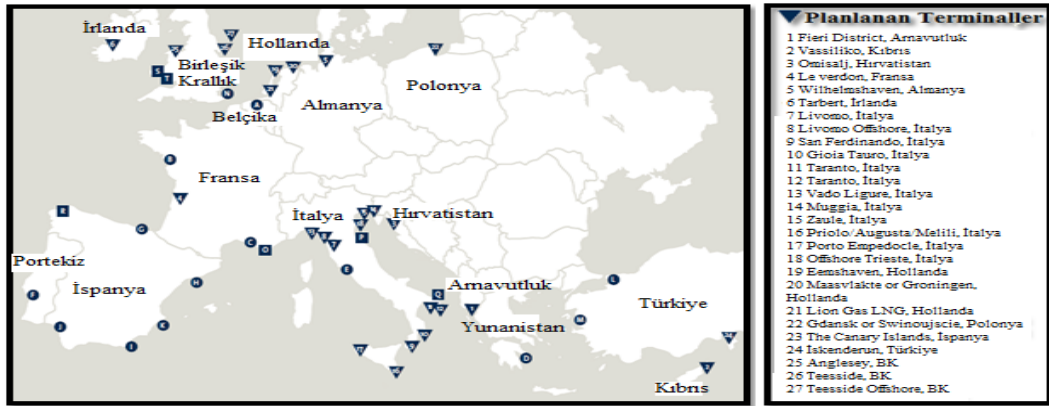 İrlanda
Hollanda
Birleşik
Krallık
Polonya
Belçika
Almanya
Fransa
İtalya
Hırvatistan
Portekiz
İspanya
Arnavutluk
Türkiye
Yunanistan
Kıbrıs
Planlanan Terminaller
1 Fieri District, Arnavutluk
2 Vassiliko, Kıbrıs
3 Omisalj, Hırvatistan
4 Le verdon, Fransa
5 Wilhelmshaven, Almanya
6 Tarbert, İrlanda
7 Livomo, İtalya
8 Livomo Offshore, İtalya
9 San Ferdinando, İtalya
10 Gioia Tauro, İtalya
11 Taranto, İtalya
12 Taranto, İtalya
13 Vado Ligure, İtalya
14 Muggia, İtalya
15 Zaule, İtalya
16 Priolo/Augusta/Melili, İtalya
17 Porto Empedocle, İtalya
18 Offshore Trieste, İtalya
19 Eemshaven, Hollanda
20 Maasvlakte or Groningen,
Hollanda
21 Lion Gas LNG, Hollanda
22 Gdansk or Swinoujscie, Polonya
23 The Canary Islands, İspanya
24 İskenderun, Türkiye
25 Anglesey, BK
26 Teesside, BK
27 Teesside Offshore, BK